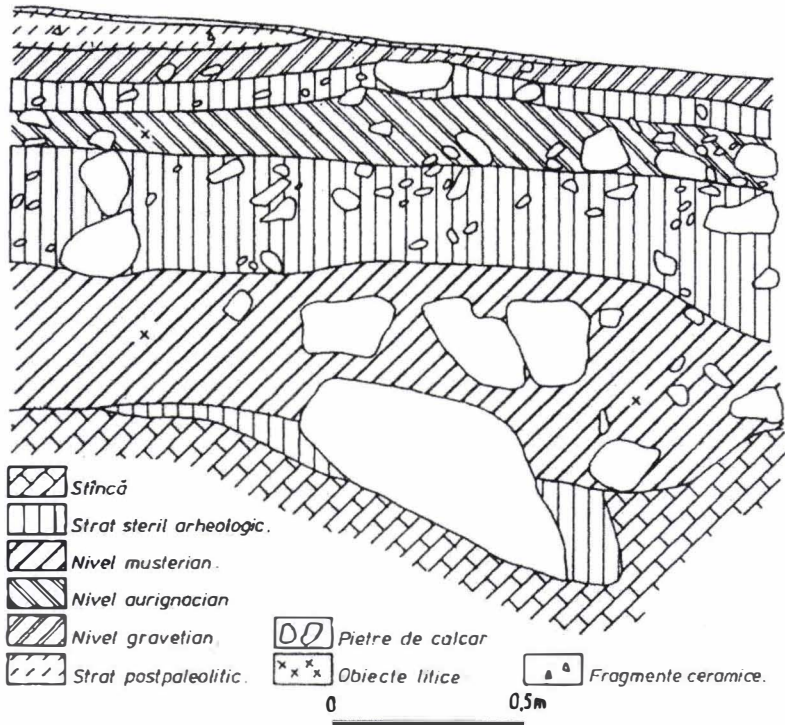 Stîncă
Strat steril arheologic.
Nivel musterian.
Nivel aurignacian
Nivel gravetian
Strat postpaleolitic.
Pietre de calcar
Obiecte litice
Fragmente ceramice.
0 0,5m